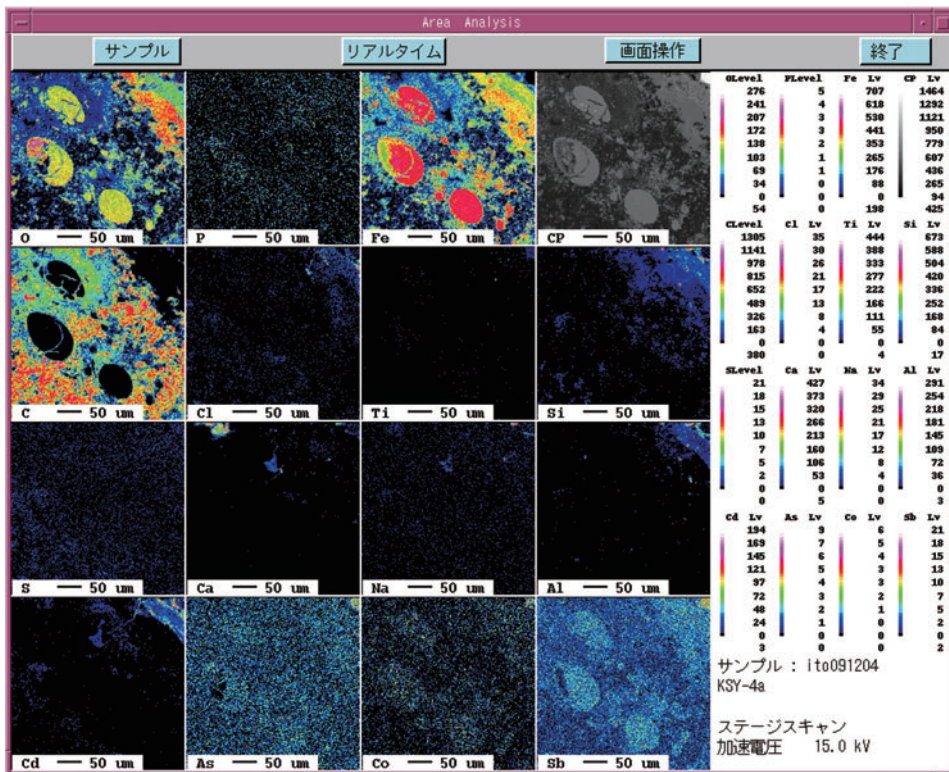 Area Analysis
サンプル リアルタイム 画面操作 終了
O 50 um P 50 um Fe 50 um CP 50 um
C 50 um Cl 50 um Ti 50 um Si 50 um
S 50 um Ca 50 um Na 50 um Al 50 um
Cd 50 um As 50 um Co 50 um Sb 50 um
OLevel PLevel Fe Lv CP Lv
276 5 707 1464
241 4 618 1292
207 3 530 1121
172 3 441 950
138 2 353 779
103 1 265 607
69 1 176 436
34 0 88 265
0 0 0 94
54 0 198 425
CLevel Cl Lv Ti Lv Si Lv
1305 35 444 673
1141 30 388 588
978 26 333 504
815 21 277 420
652 17 222 336
489 13 166 252
326 8 111 168
163 4 55 84
0 0 0 0
380 0 4 17
SLevel Ca Lv Na Lv Al Lv
21 427 34 291
18 373 29 254
15 320 25 218
13 266 21 181
10 213 17 145
7 160 12 109
5 106 8 72
2 53 4 36
0 0 0 0
0 5 0 3
Cd Lv As Lv Co Lv Sb Lv
194 9 6 21
169 7 5 18
145 6 4 15
121 5 3 13
97 4 3 10
72 3 2 7
48 2 1 5
24 1 0 2
0 0 0 0
3 0 0 2
サンプル : ito091204
KSY-4a
ステージスキャン
加速電圧 15.0 kV